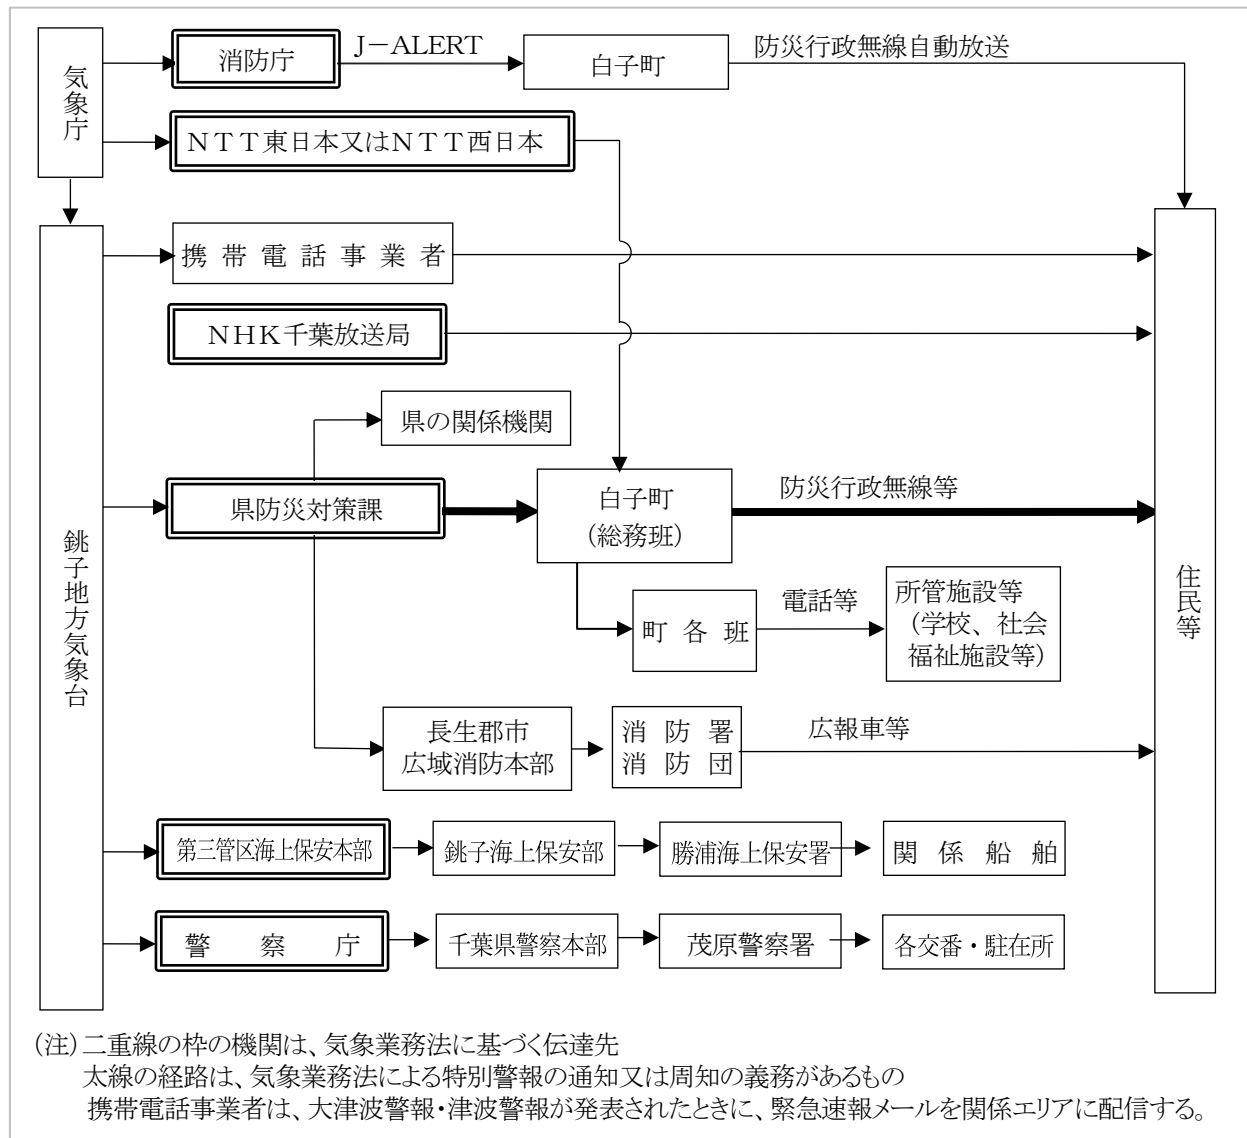 気象庁
消防庁
J－ALERT
白子町
防災行政無線自動放送
ＮＴＴ東日本又はＮＴＴ西日本
銚子地方気象台
携帯電話事業者
NHK千葉放送局
県の関係機関
県防災対策課
白子町
（総務班）
防災行政無線等
町各班
電話等
所管施設等
（学校、社会
福祉施設等）
長生郡市
広域消防本部
消防署
消防団
広報車等
住民等
第三管区海上保安本部
銚子海上保安部
勝浦海上保安署
関係船舶
警察庁
千葉県警察本部
茂原警察署
各交番・駐在所
（注）二重線の枠の機関は、気象業務法に基づく伝達先
太線の経路は、気象業務法による特別警報の通知又は周知の義務があるもの
携帯電話事業者は、大津波警報・津波警報が発表されたときに、緊急速報メールを関係エリアに配信する。